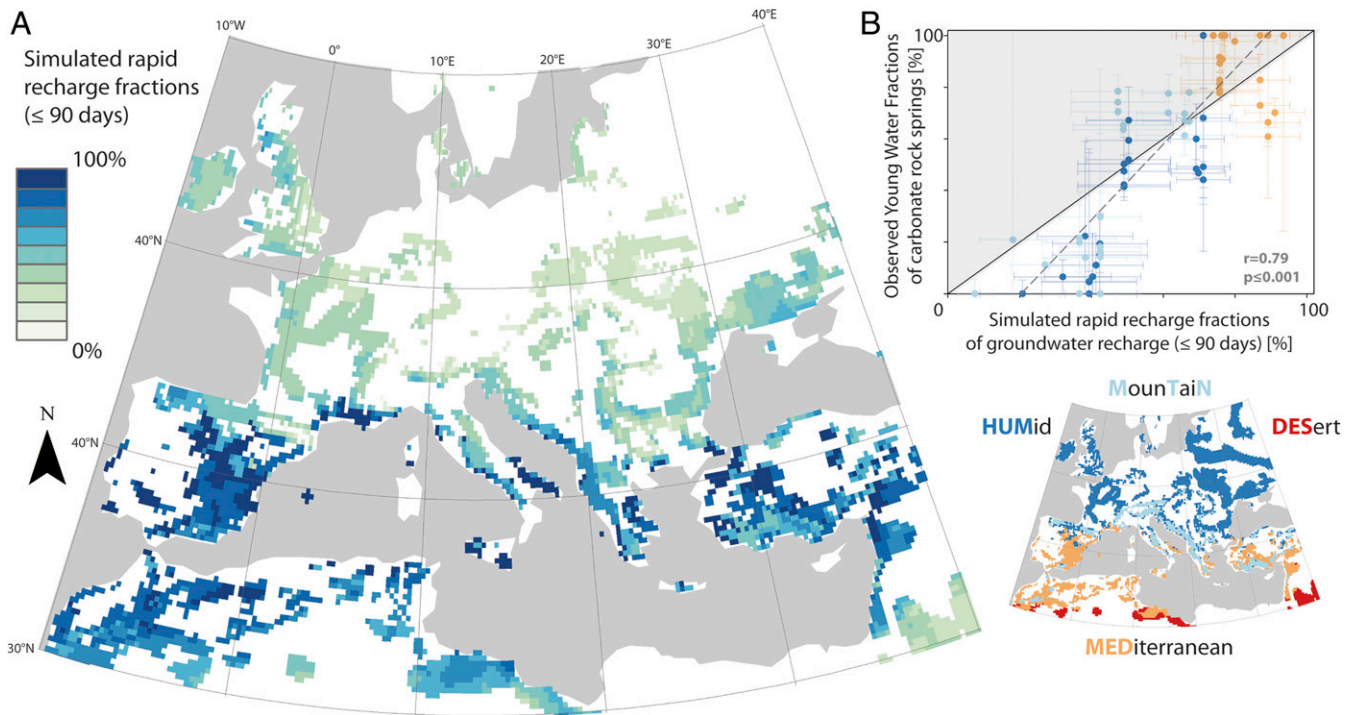 A
Simulated rapid
recharge fractions
(≤ 90 days)
100%
0%
N
10°W
0°
10°E
20°E
30°E
40°E
40°N
40°N
30°N
B
Observed Young Water Fractions
of carbonate rock springs [%]
100
0
0
100
r=0.79
p≤0.001
Simulated rapid recharge fractions
of groundwater recharge (≤ 90 days) [%]
MounTaiN
HUMid
DESert
MEDiterranean